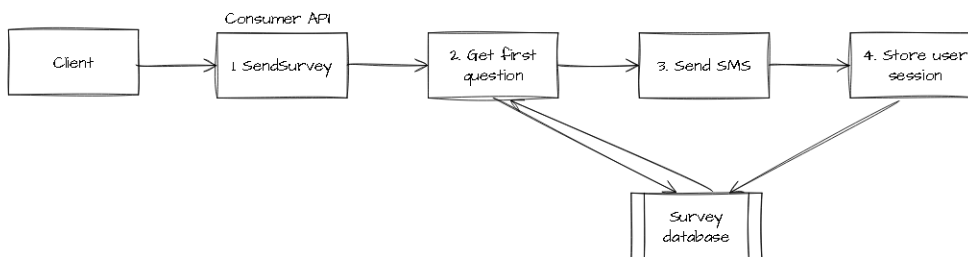 Consumer API
Client
1. SendSurvey
2. Get first
question
3. Send SMS
4. Store user
session
Survey
database